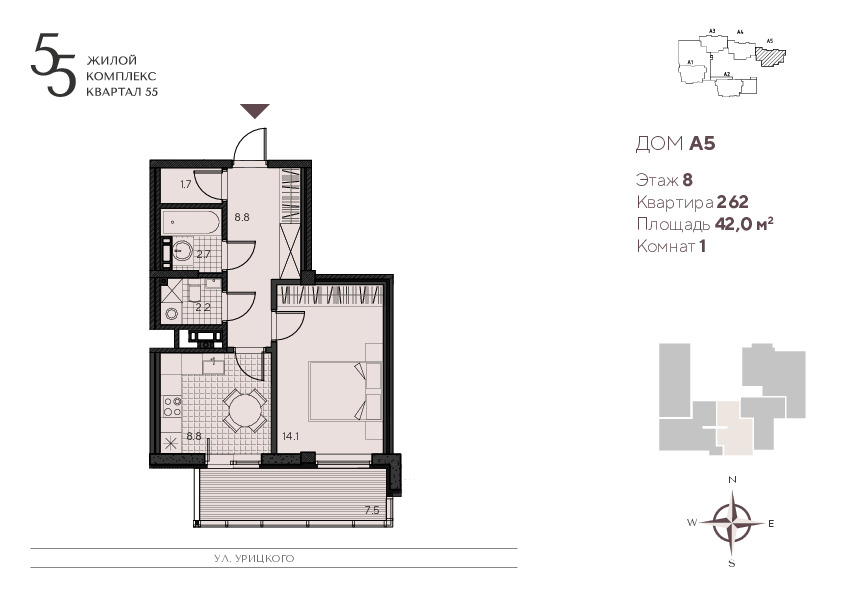 55
ЖИЛОЙ
КОМПЛЕКС
КВАРТАЛ 55
A3
A4
A5
A1
A2
ДОМ А5
Этаж 8
Квартира 262
Площадь 42,0 м²
Комнат 1
1.7
8.8
2.7
2.2
8.8
14.1
7.5
УЛ. УРИЦКОГО
N
W
E
S